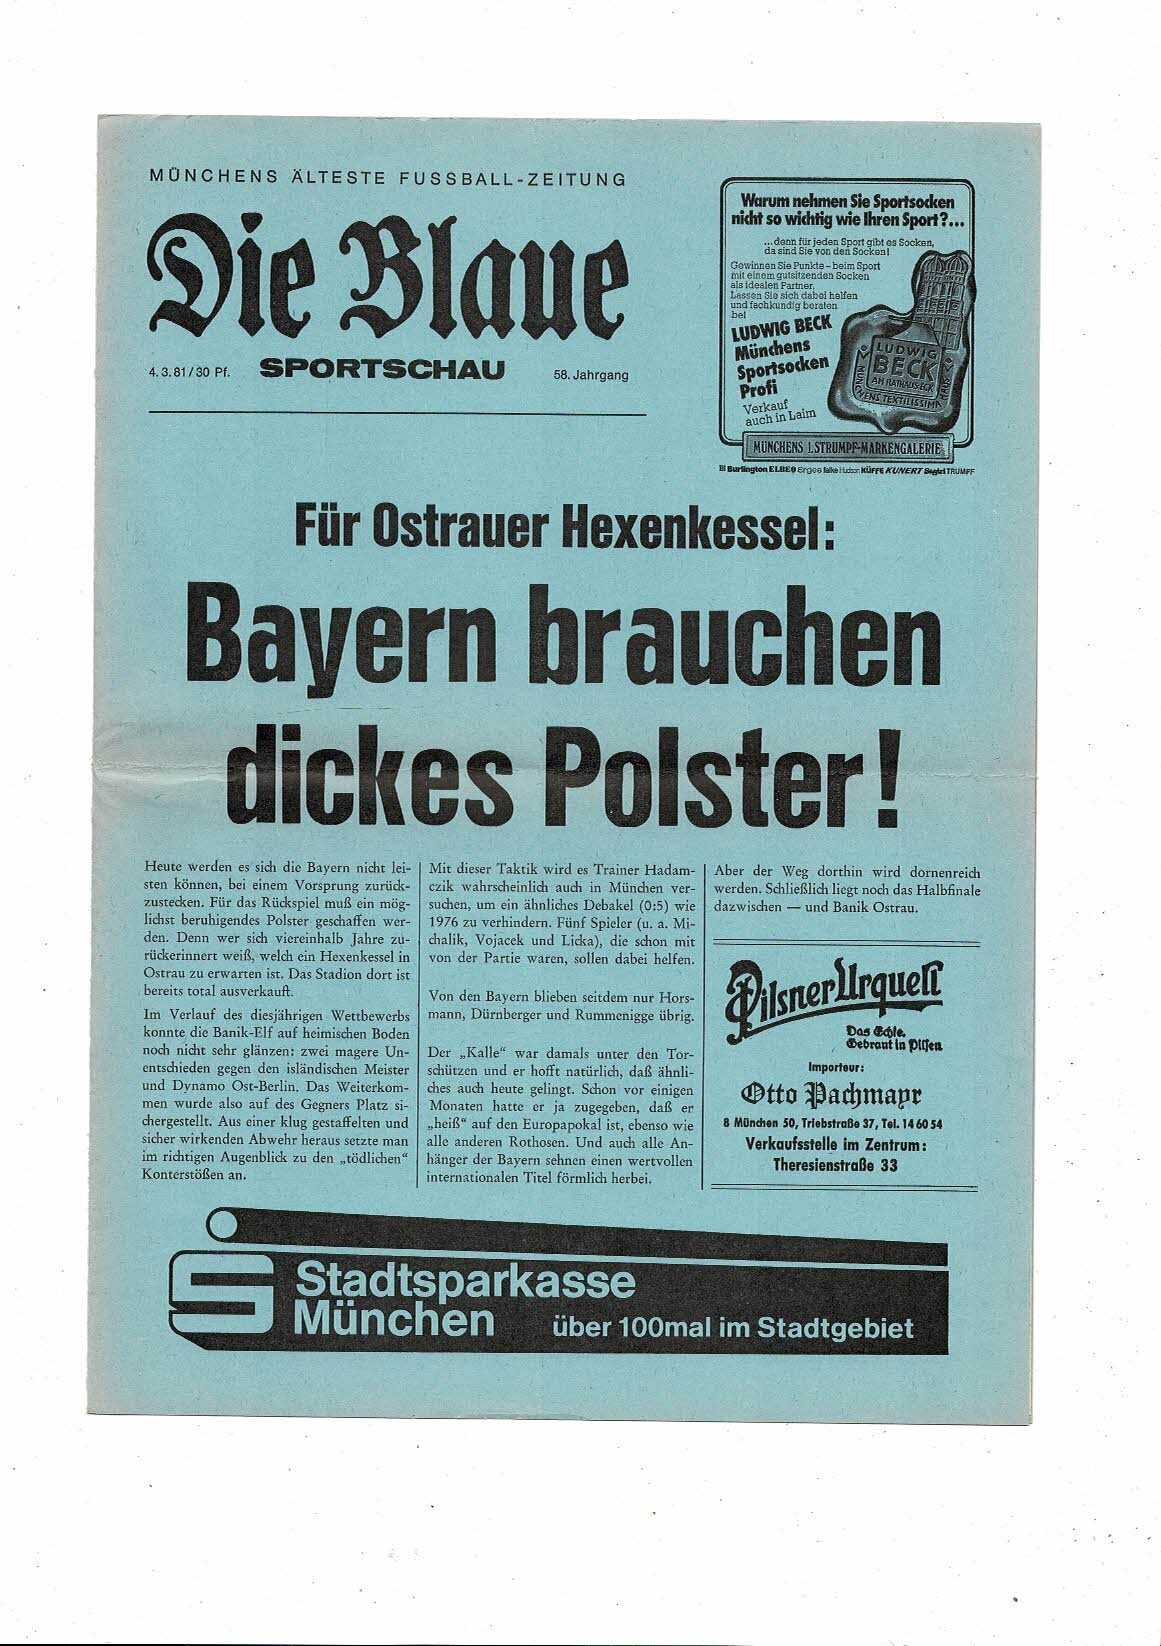 MÜNCHENS ÄLTESTE FUSSBALL-ZEITUNG
Die Blaue
4.3.81/30 Pf.
SPORTSCHAU
58. Jahrgang
Warum nehmen Sie Sportsocken
nicht so wichtig wie Ihren Sport?...
...denn für jeden Sport gibt es Socken,
da sind Sie von den Socken!
Gewinnen Sie Punkte – beim Sport
mit einem gutsitzenden Socken
als idealen Partner.
Lassen Sie sich dabei helfen
und fachkundig beraten
bei
LUDWIG BECK
Münchens
Sportsocken
Profi
Verkauf
auch in Laim
LUDWIG
BECK
AM RATHAUS-ECK
MÜNCHENS TEXTILISSIMA HAUS
MÜNCHENS 1. STRUMPF-MARKENGALERIE
Burlington ELBEO Ergee falke Hudson KÜFFE KUNERT TRUMPF
Für Ostrauer Hexenkessel:
Bayern brauchen
dickes Polster!
Heute werden es sich die Bayern nicht lei-
sten können, bei einem Vorsprung zurück-
zustecken. Für das Rückspiel muß ein mög-
lichst beruhigendes Polster geschaffen wer-
den. Denn wer sich viereinhalb Jahre zu-
rückerinnert weiß, welch ein Hexenkessel in
Ostrau zu erwarten ist. Das Stadion dort ist
bereits total ausverkauft.
Im Verlauf des diesjährigen Wettbewerbs
konnte die Banik-Elf auf heimischen Boden
noch nicht sehr glänzen: zwei magere Un-
entschieden gegen den isländischen Meister
und Dynamo Ost-Berlin. Das Weiterkom-
men wurde also auf des Gegners Platz si-
chergestellt. Aus einer klug gestaffelten und
sicher wirkenden Abwehr heraus setzte man
im richtigen Augenblick zu den „tödlichen“
Konterstößen an.
Mit dieser Taktik wird es Trainer Hadam-
czik wahrscheinlich auch in München ver-
suchen, um ein ähnliches Debakel (0:5) wie
1976 zu verhindern. Fünf Spieler (u. a. Mi-
chalik, Vojacek und Licka), die schon mit
von der Partie waren, sollen dabei helfen.
Von den Bayern blieben seitdem nur Hors-
mann, Dürnberger und Rummenigge übrig.
Der „Kalle“ war damals unter den Tor-
schützen und er hofft natürlich, daß ähnli-
ches auch heute gelingt. Schon vor einigen
Monaten hatte er ja zugegeben, daß er
„heiß“ auf den Europapokal ist, ebenso wie
alle anderen Rothosen. Und auch alle An-
hänger der Bayern sehnen einen wertvollen
internationalen Titel förmlich herbei.
Aber der Weg dorthin wird dornenreich
werden. Schließlich liegt noch das Halbfinale
dazwischen — und Banik Ostrau.
Pilsner Urquell
Das Echte.
Gebraut in Pilsen
Importeur:
Otto Pachmayr
8 München 50, Triebstraße 37, Tel. 14 60 54
Verkaufsstelle im Zentrum:
Theresienstraße 33
Stadtsparkasse
München
über 100mal im Stadtgebiet